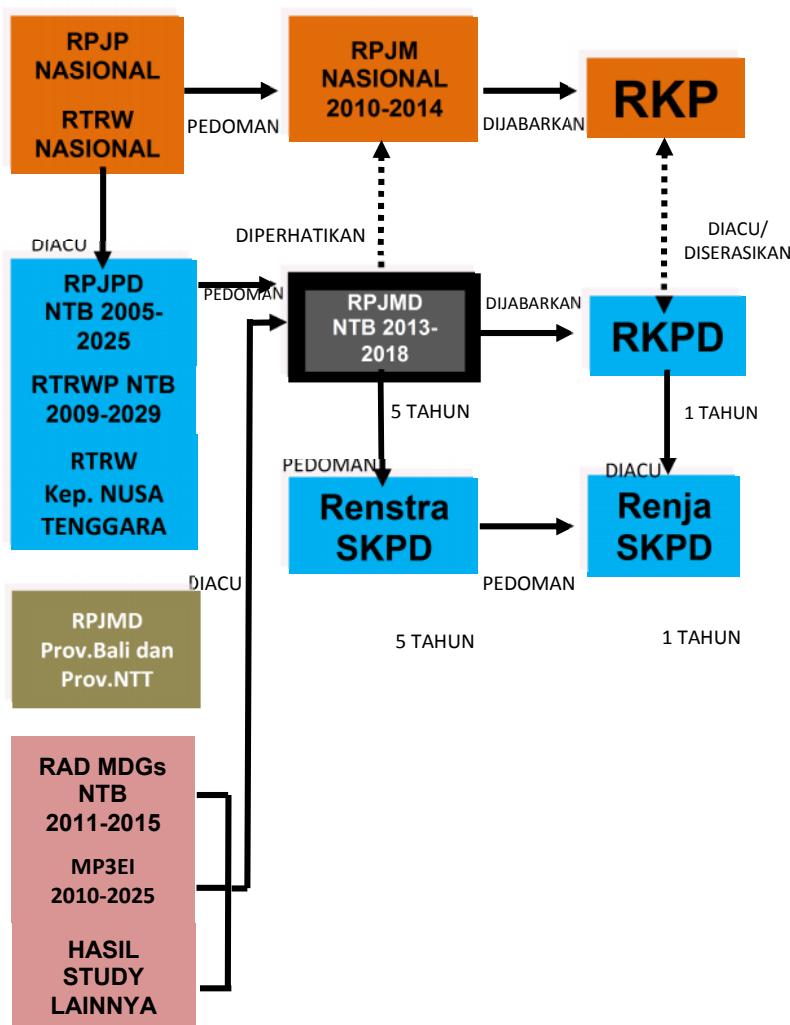 RPJP
NASIONAL
RTRW
NASIONAL
PEDOMAN
RPJM
NASIONAL
2010-2014
DIJABARKAN
RKP
DIACU
DIPERHATIKAN
DIACU/
DISERASIKAN
RPJPD
NTB 2005-
2025
RTRWP NTB
2009-2029
RTRW
Kep. NUSA
TENGGARA
PEDOMAN
RPJMD
NTB 2013-
2018
DIJABARKAN
RKPD
5 TAHUN
1 TAHUN
PEDOMAN
DIACU
Renstra
SKPD
PEDOMAN
Renja
SKPD
DIACU
5 TAHUN
1 TAHUN
RPJMD
Prov.Bali dan
Prov.NTT
RAD MDGs
NTB
2011-2015
MP3EI
2010-2025
HASIL
STUDY
LAINNYA